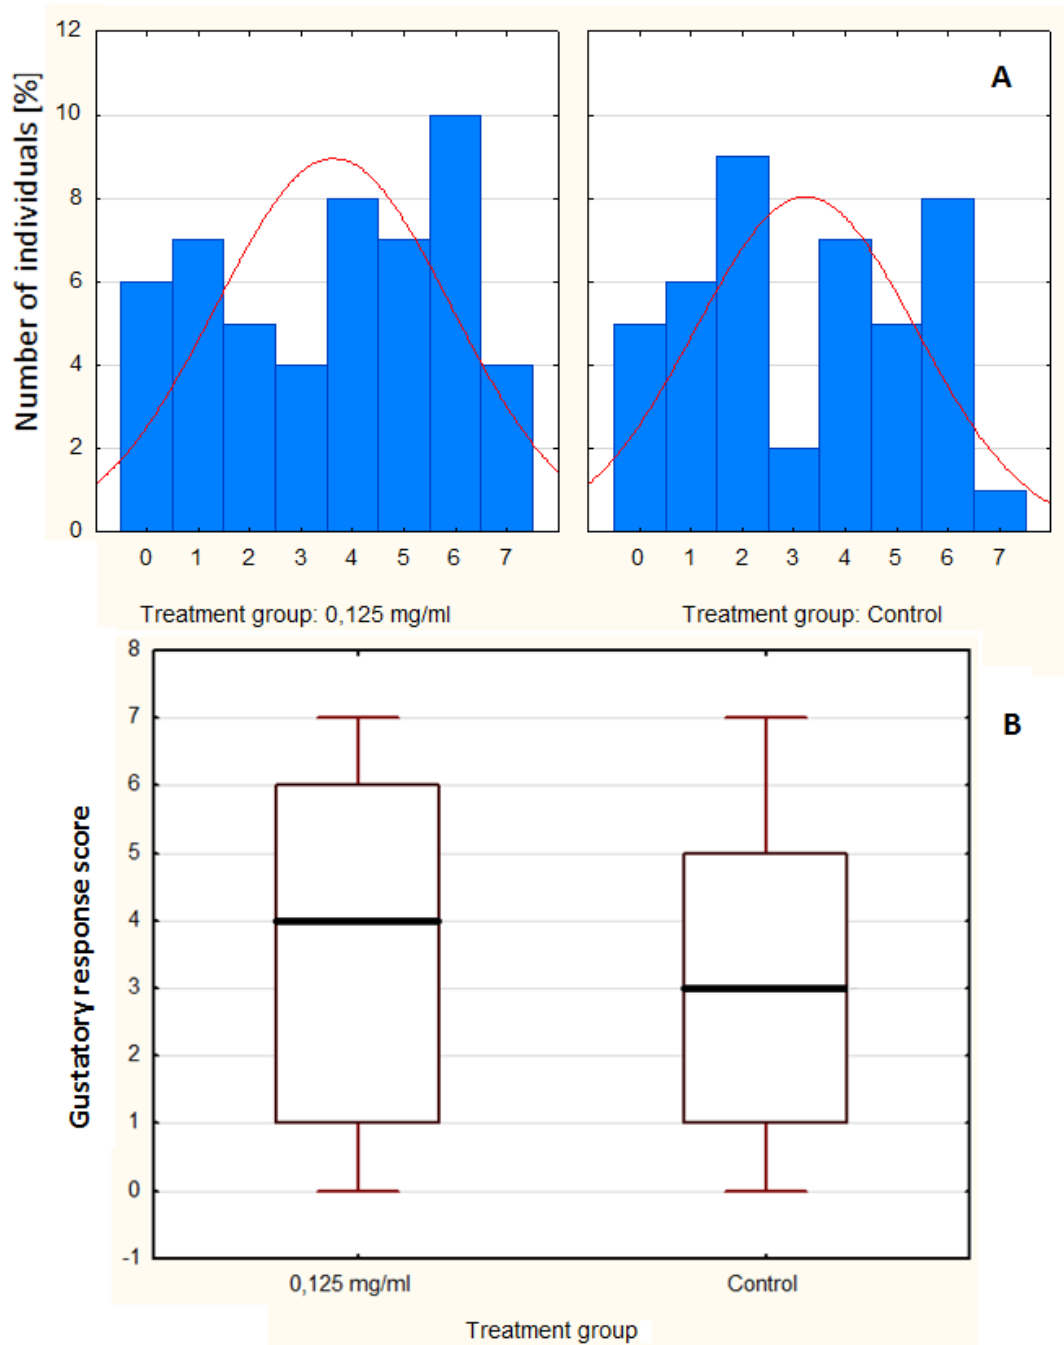 Number of individuals [%]
12
10
8
6
4
2
0
A
0 1 2 3 4 5 6 7
0 1 2 3 4 5 6 7
Treatment group: 0,125 mg/ml
Treatment group: Control
Gustatory response score
8
7
6
5
4
3
2
1
0
-1
B
0,125 mg/ml
Control
Treatment group